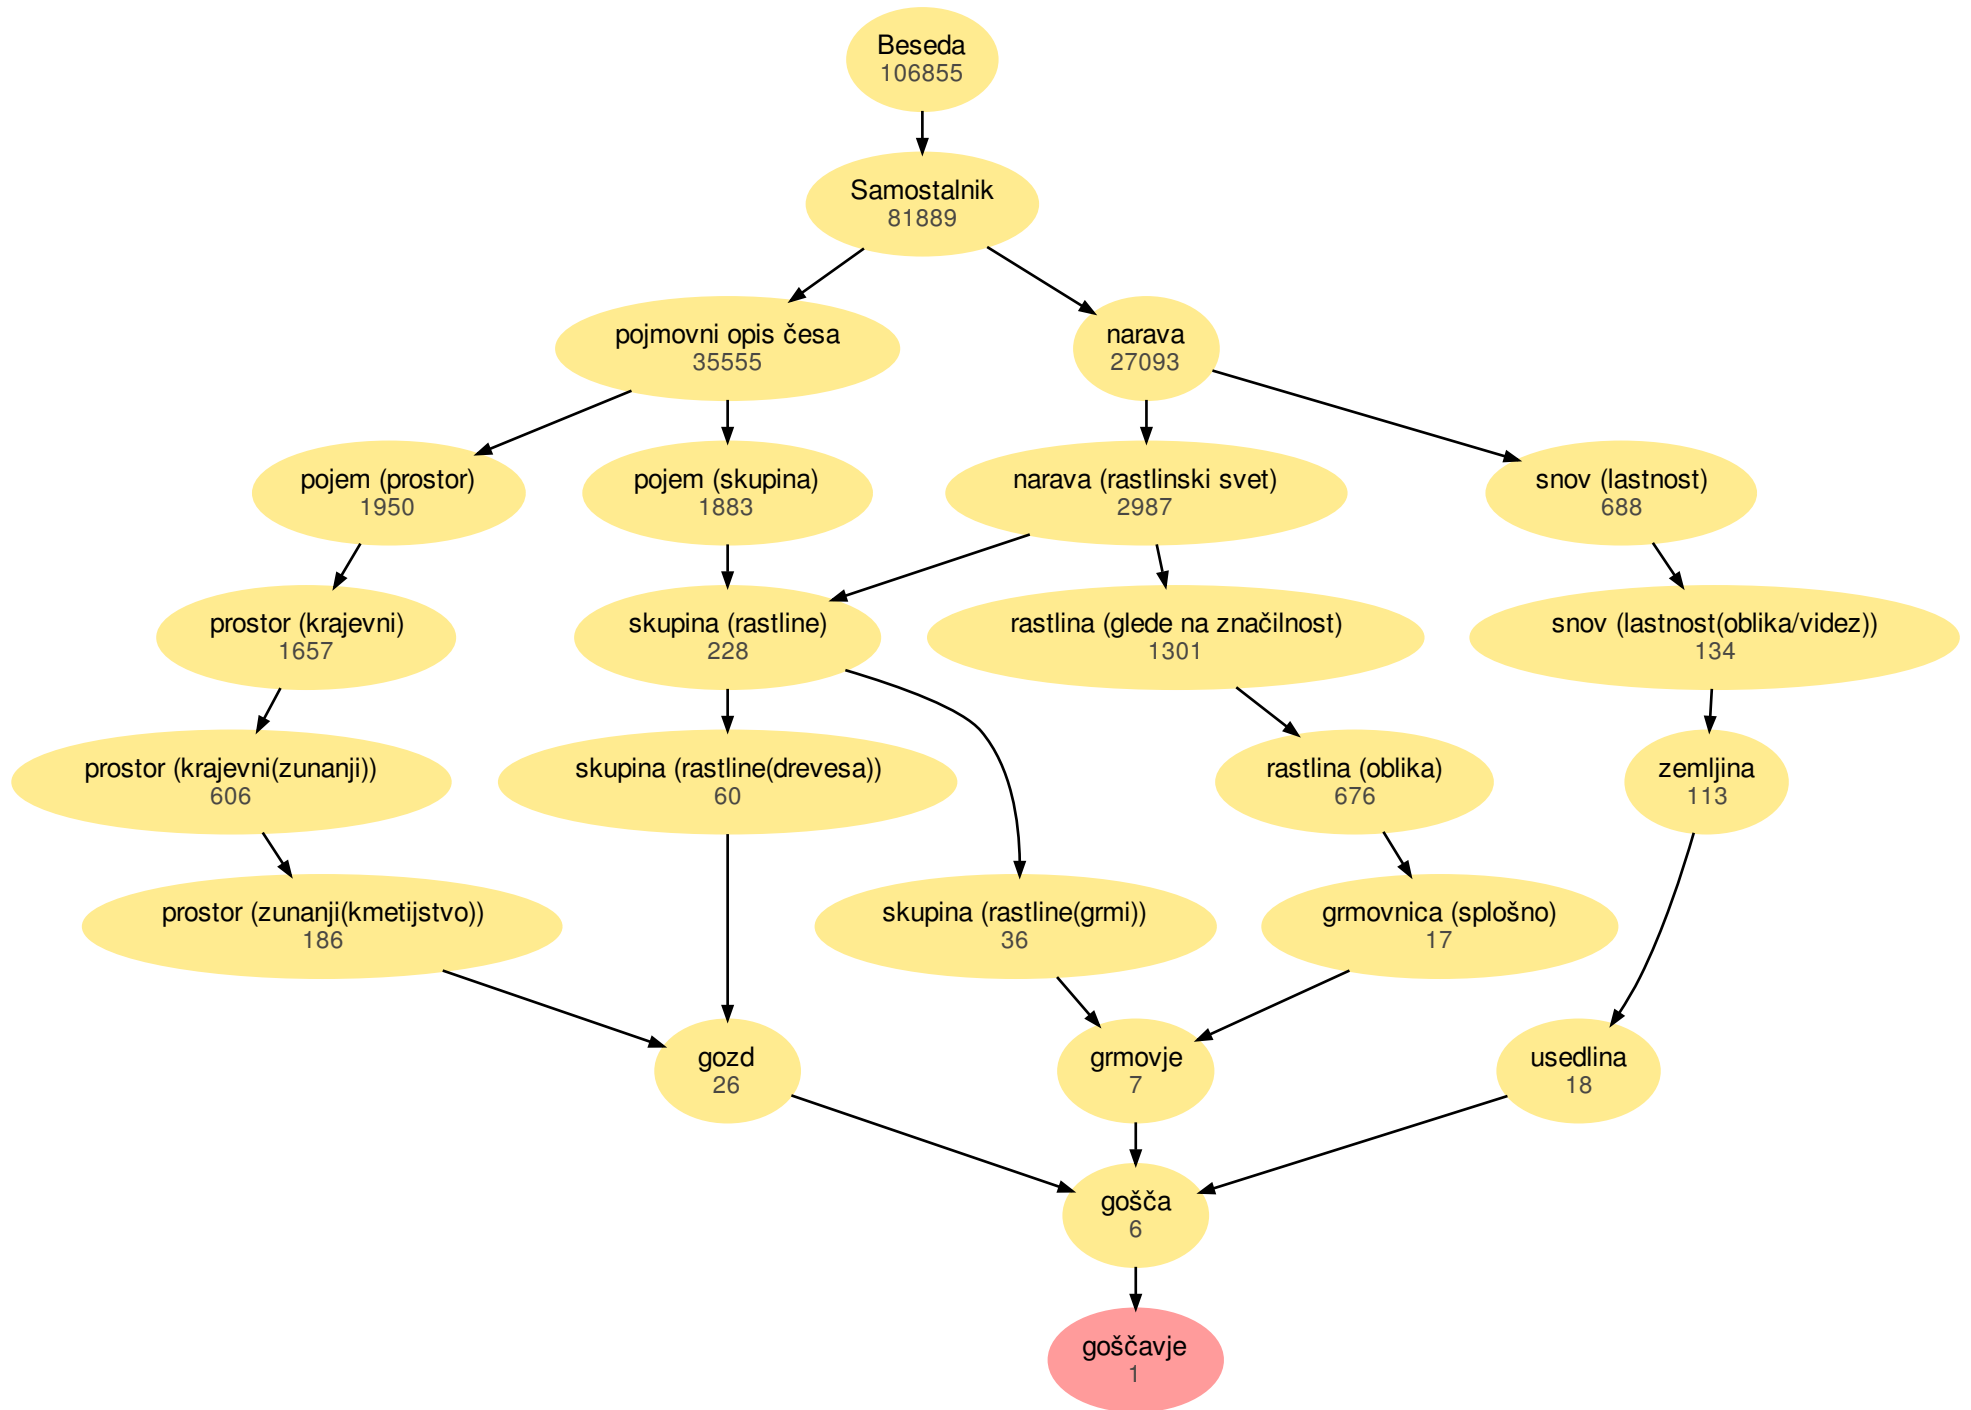 Beseda
106855
Samostalnik
81889
pojmovni opis česa
35555
narava
27093
pojem (prostor)
1950
pojem (skupina)
1883
narava (rastlinski svet)
2987
snov (lastnost)
688
prostor (krajevni)
1657
skupina (rastline)
228
rastlina (glede na značilnost)
1301
snov (lastnost(oblika/videz))
134
prostor (krajevni(zunanji))
606
skupina (rastline(drevesa))
60
rastlina (oblika)
676
zemljina
113
prostor (zunanji(kmetijstvo))
186
skupina (rastline(grmi))
36
grmovnica (splošno)
17
gozd
26
grmovje
7
usedlina
18
gošča
6
goščavje
1